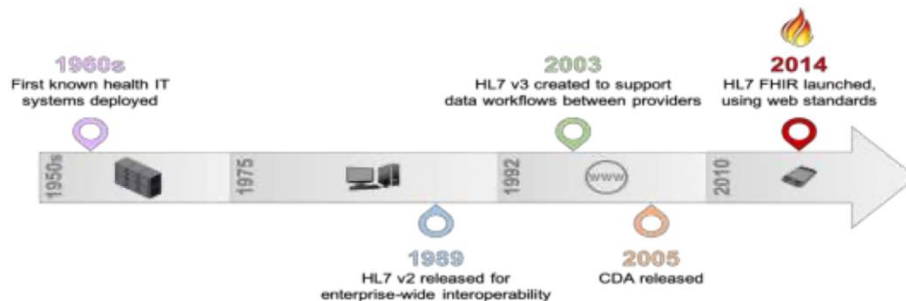 1960s
First known health IT
systems deployed
2003
HL7 v3 created to support
data workflows between providers
2014
HL7 FHIR launched,
using web standards
1950s
1975
1992
www
2010
1989
HL7 v2 released for
enterprise-wide interoperability
2005
CDA released